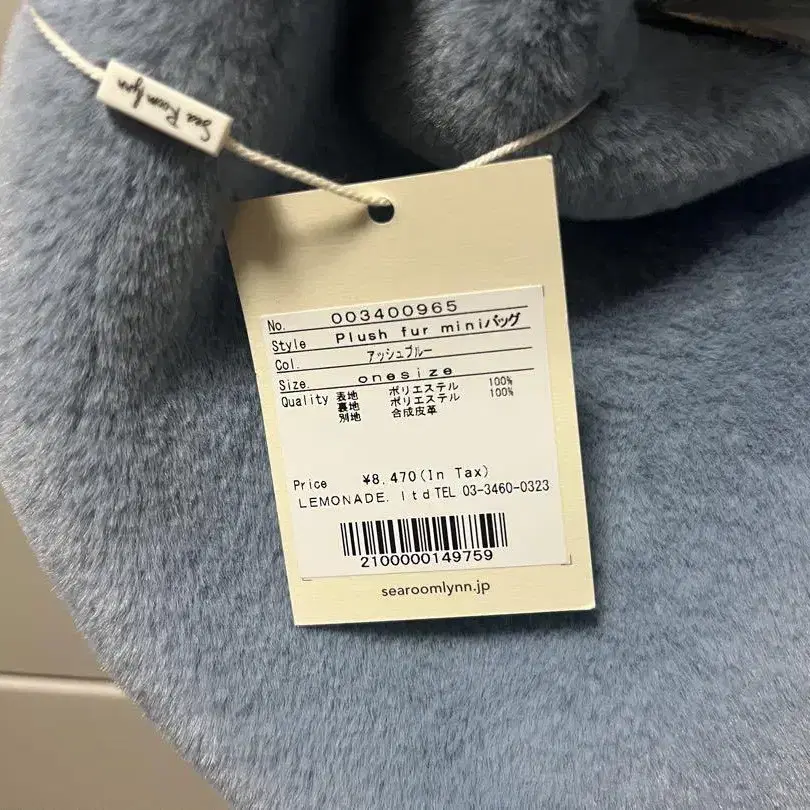 Sea Room lynn
No. 003400965
Style Plush fur miniバッグ
Col. アッシュブルー
Size. onesize
Quality 表地 ポリエステル 100%
裏地 ポリエステル 100%
別地 合成皮革
Price ¥8,470(In Tax)
LEMONADE. ltd TEL 03-3460-0323
2100000149759
searoomlynn.jp